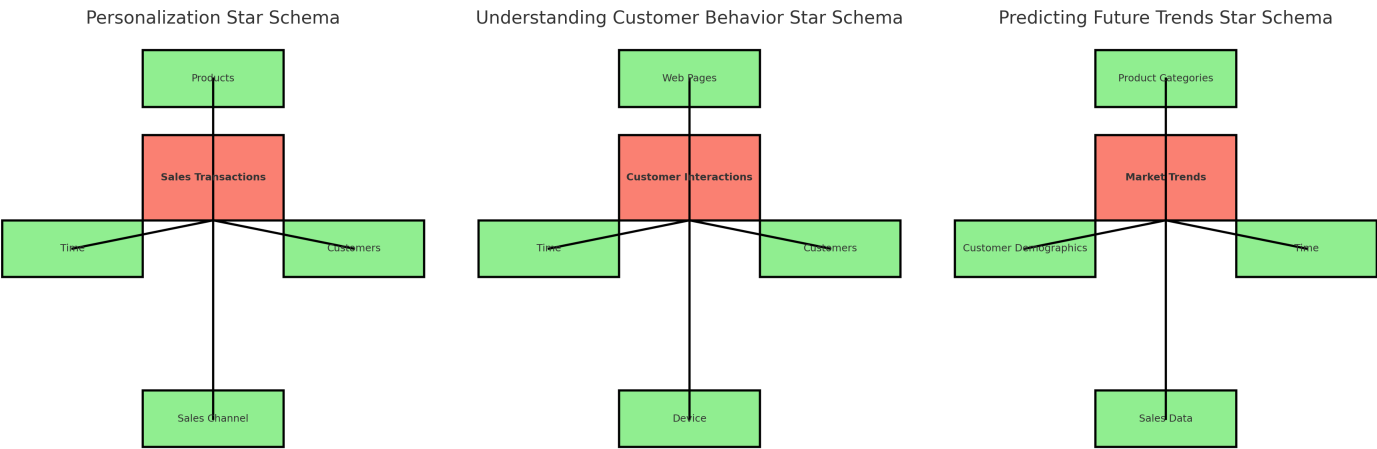 Personalization Star Schema
Products
Sales Transactions
Time
Customers
Sales Channel
Understanding Customer Behavior Star Schema
Web Pages
Customer Interactions
Time
Customers
Device
Predicting Future Trends Star Schema
Product Categories
Market Trends
Customer Demographics
Time
Sales Data